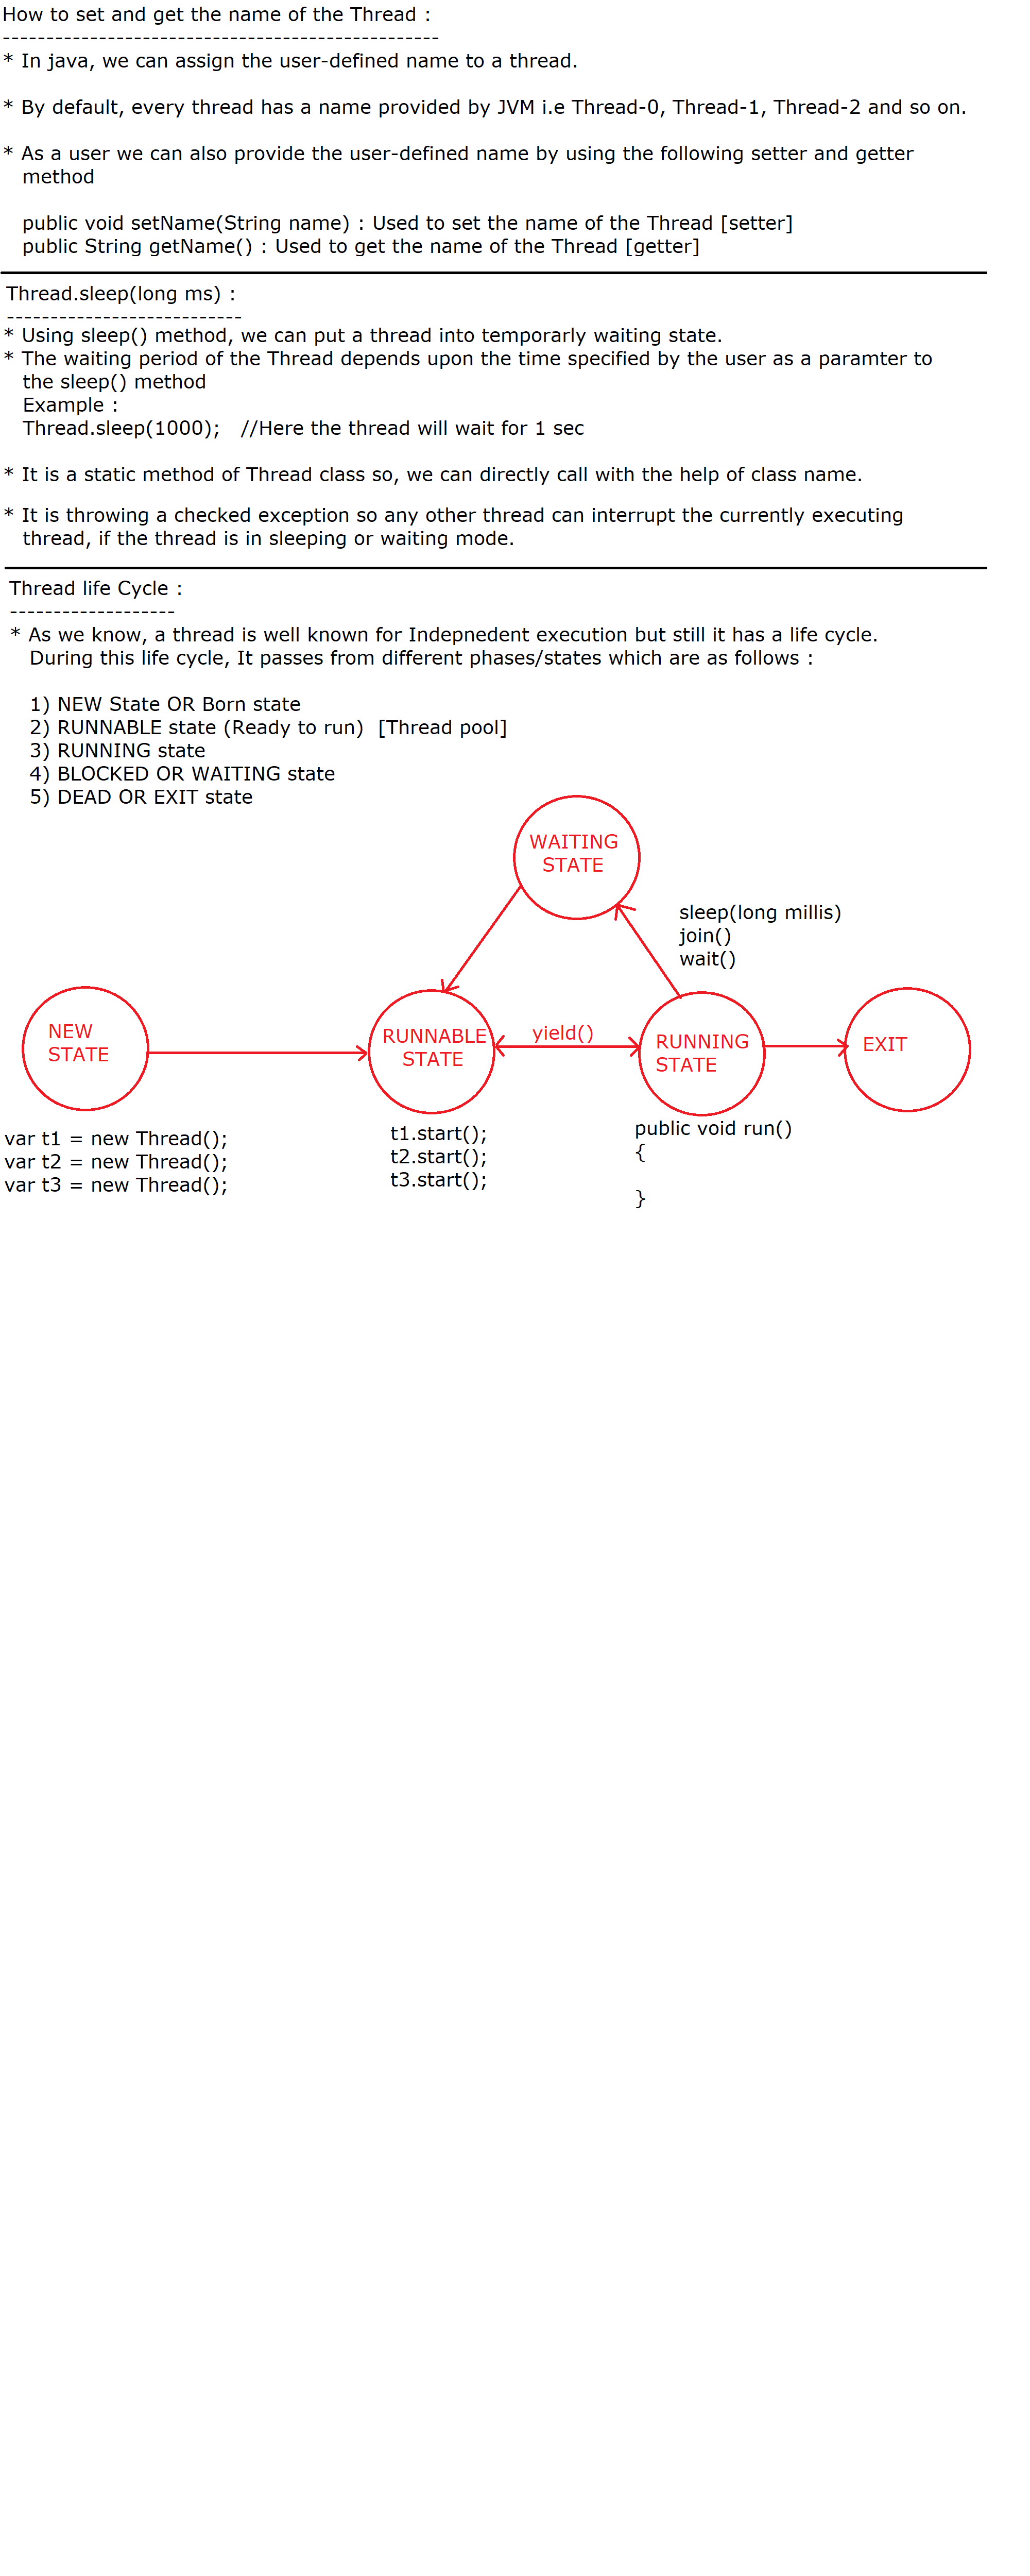 How to set and get the name of the Thread :
--------------------------------------------------
* In java, we can assign the user-defined name to a thread.
* By default, every thread has a name provided by JVM i.e Thread-0, Thread-1, Thread-2 and so on.
* As a user we can also provide the user-defined name by using the following setter and getter
method
public void setName(String name) : Used to set the name of the Thread [setter]
public String getName() : Used to get the name of the Thread [getter]
Thread.sleep(long ms) :
---------------------------
* Using sleep() method, we can put a thread into temporarly waiting state.
* The waiting period of the Thread depends upon the time specified by the user as a paramter to
the sleep() method
Example :
Thread.sleep(1000);   //Here the thread will wait for 1 sec
* It is a static method of Thread class so, we can directly call with the help of class name.
* It is throwing a checked exception so any other thread can interrupt the currently executing
thread, if the thread is in sleeping or waiting mode.
Thread life Cycle :
-------------------
* As we know, a thread is well known for Indepnedent execution but still it has a life cycle.
During this life cycle, It passes from different phases/states which are as follows :
1) NEW State OR Born state
2) RUNNABLE state (Ready to run)  [Thread pool]
3) RUNNING state
4) BLOCKED OR WAITING state
5) DEAD OR EXIT state
WAITING
STATE
sleep(long millis)
join()
wait()
NEW
STATE
RUNNABLE
STATE
yield()
RUNNING
STATE
EXIT
var t1 = new Thread();
var t2 = new Thread();
var t3 = new Thread();
t1.start();
t2.start();
t3.start();
public void run()
{
}